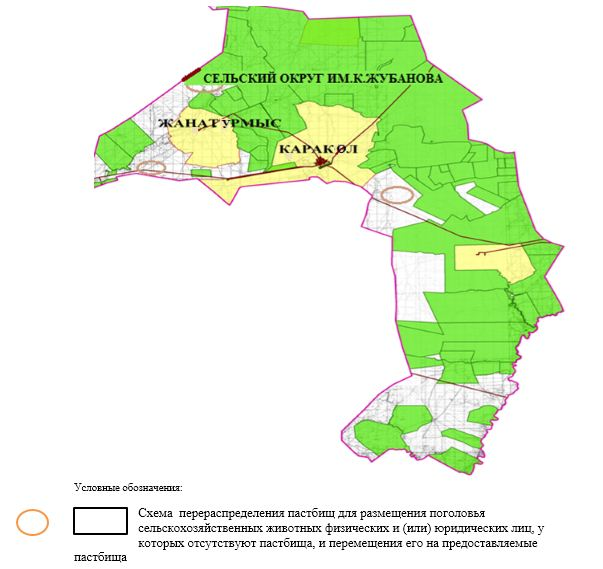 СЕЛЬСКИЙ ОКРУГ ИМ.К.ЖУБАНОВА
ЖАНАТУРМЫС
КАРАКОЛ
Условные обозначения:
Схема перераспределения пастбищ для размещения поголовья
сельскохозяйственных животных физических и (или) юридических лиц, у
которых отсутствуют пастбища, и перемещения его на предоставляемые
пастбища